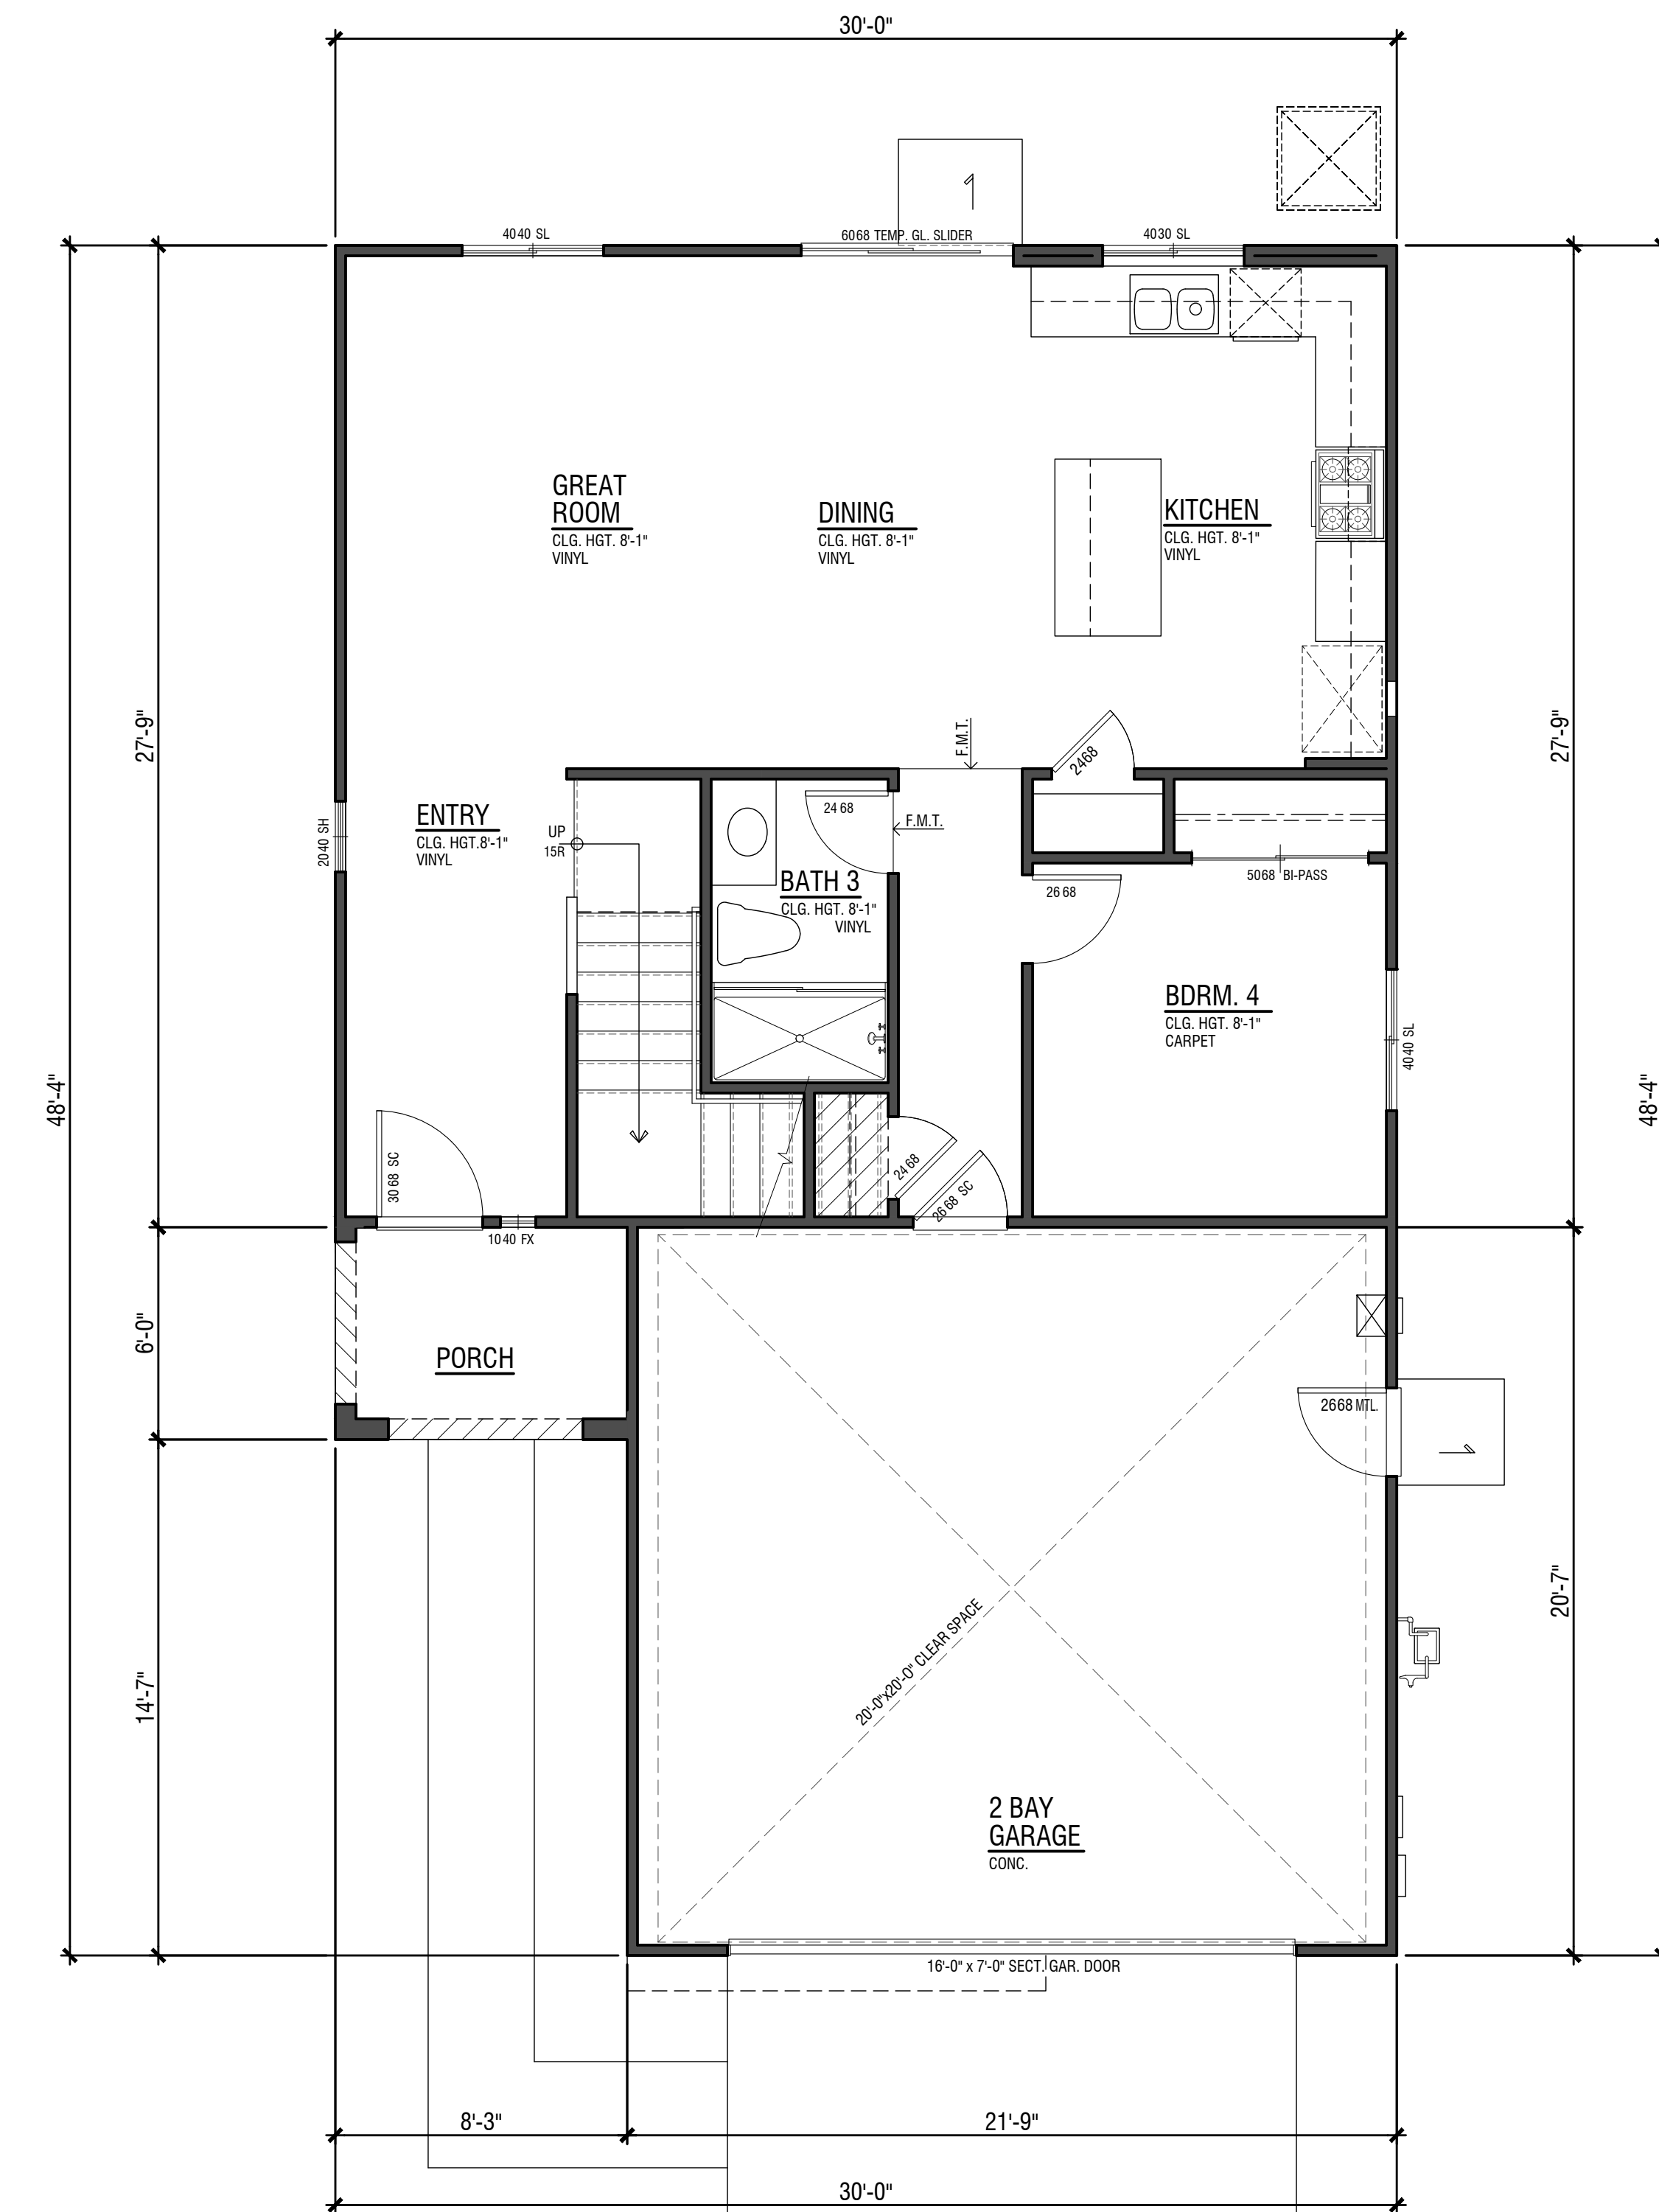 30'-0"
1
4040 SL
6068 TEMP. GL. SLIDER
4030 SL
GREAT
ROOM
CLG. HGT. 8'-1"
VINYL
DINING
CLG. HGT. 8'-1"
VINYL
KITCHEN
CLG. HGT. 8'-1"
VINYL
27'-9"
27'-9"
F.M.T.
2468
ENTRY
CLG. HGT.8'-1"
VINYL
2040 SH
UP
15R
2468
F.M.T.
BATH 3
CLG. HGT. 8'-1"
VINYL
5068 BI-PASS
2668
BDRM. 4
CLG. HGT. 8'-1"
CARPET
4040 SL
48'-4"
48'-4"
3068 SC
2468
2668 SC
1040 FX
6'-0"
PORCH
2668 MTL.
1
20'-7"
14'-7"
20'-0"x20'-0" CLEAR SPACE
2 BAY
GARAGE
CONC.
16'-0" x 7'-0" SECT. GAR. DOOR
8'-3"
21'-9"
30'-0"